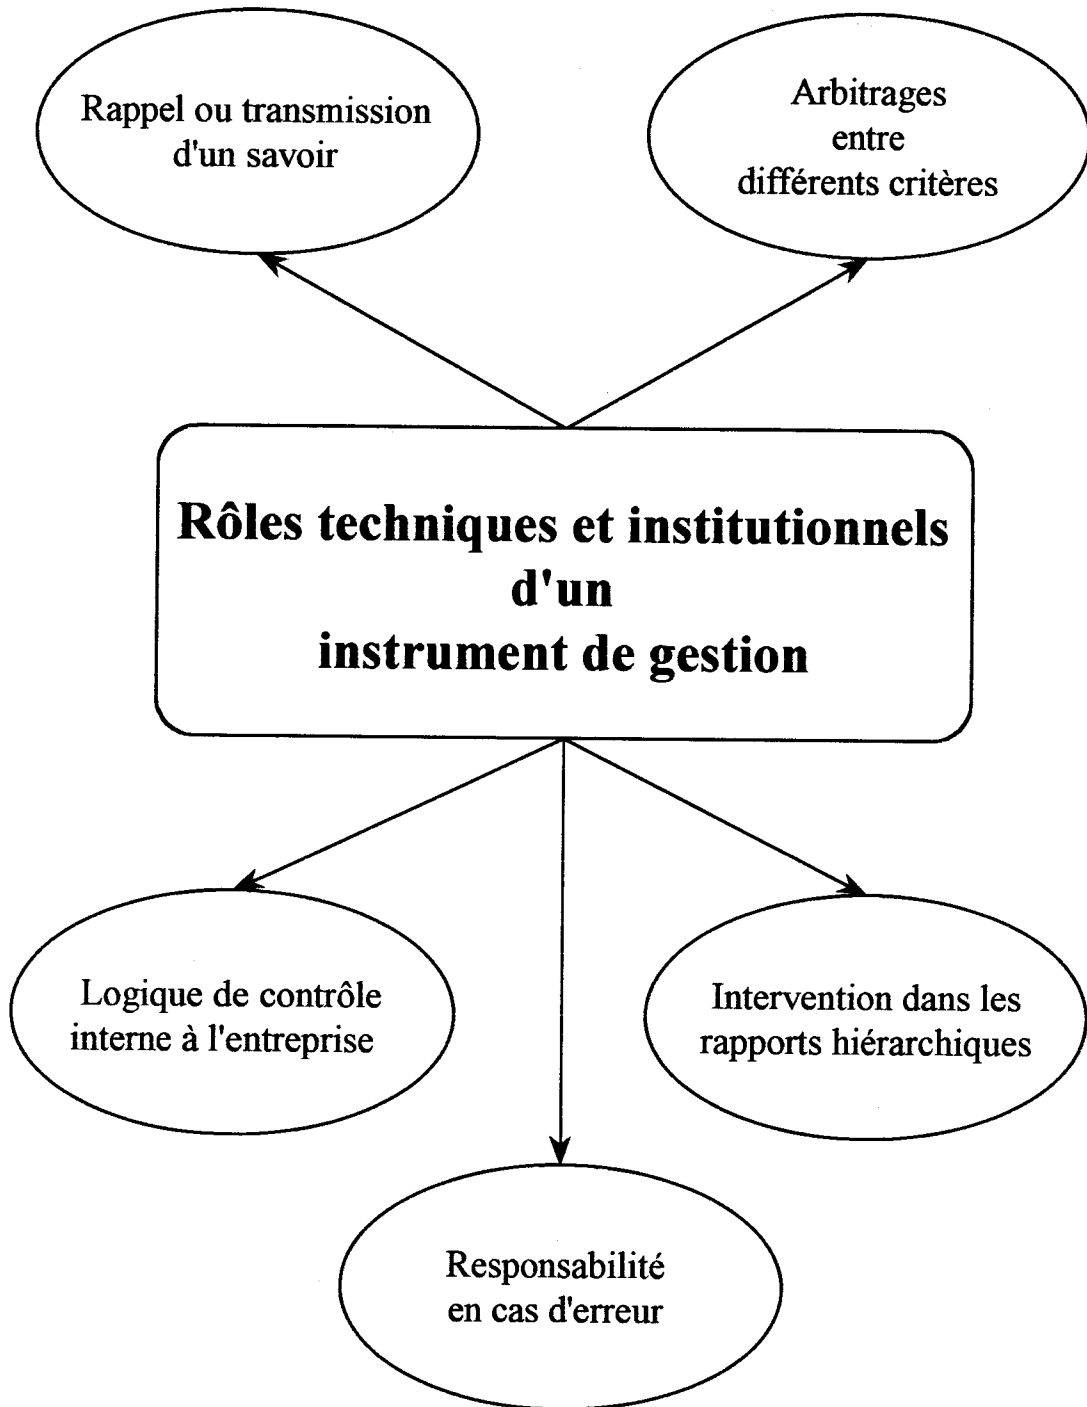 Rappel ou transmission
d'un savoir
Arbitrages
entre
différents critères
Rôles techniques et institutionnels
d'un
instrument de gestion
Logique de contrôle
interne à l'entreprise
Intervention dans les
rapports hiérarchiques
Responsabilité
en cas d'erreur